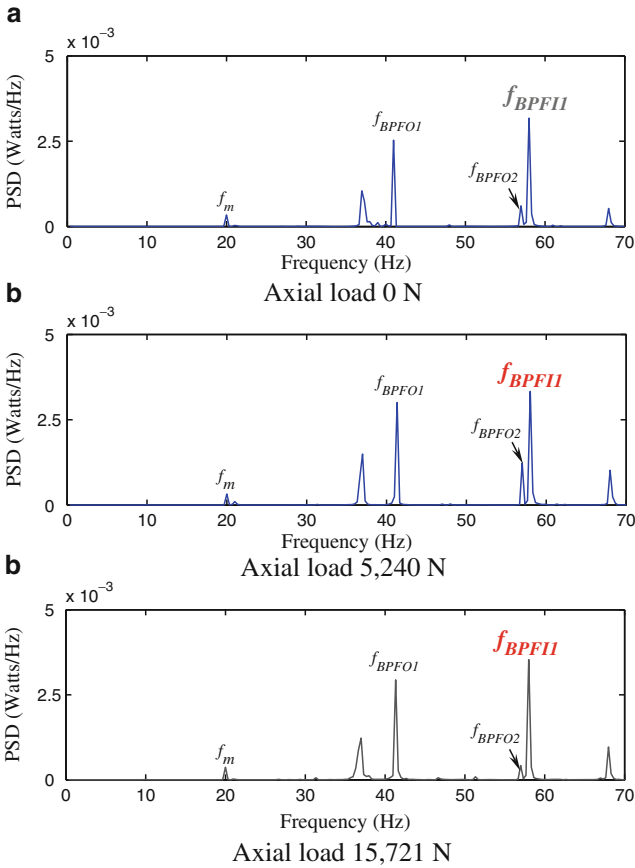 a
x 10⁻³
5
2.5
0
PSD (Watts/Hz)
f_m
f_BPFO1
f_BPFO2
f_BPFI1
0 10 20 30 40 50 60 70
Frequency (Hz)
Axial load 0 N
b
x 10⁻³
5
2.5
0
PSD (Watts/Hz)
f_m
f_BPFO1
f_BPFO2
f_BPFI1
0 10 20 30 40 50 60 70
Frequency (Hz)
Axial load 5,240 N
b
x 10⁻³
5
2.5
0
PSD (Watts/Hz)
f_m
f_BPFO1
f_BPFO2
f_BPFI1
0 10 20 30 40 50 60 70
Frequency (Hz)
Axial load 15,721 N